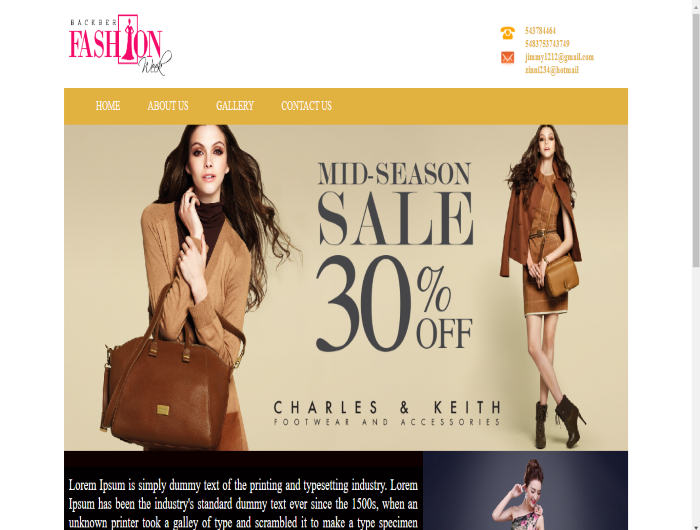 BACKBER
FASHION
Week
543784464
5483753743749
jimmy1212@gmail.com
zinni234@hotmail
HOME ABOUT US GALLERY CONTACT US
MID-SEASON
SALE
30% OFF
CHARLES & KEITH
FOOTWEAR AND ACCESSORIES
Lorem Ipsum is simply dummy text of the printing and typesetting industry. Lorem
Ipsum has been the industry's standard dummy text ever since the 1500s, when an
unknown printer took a galley of type and scrambled it to make a type specimen